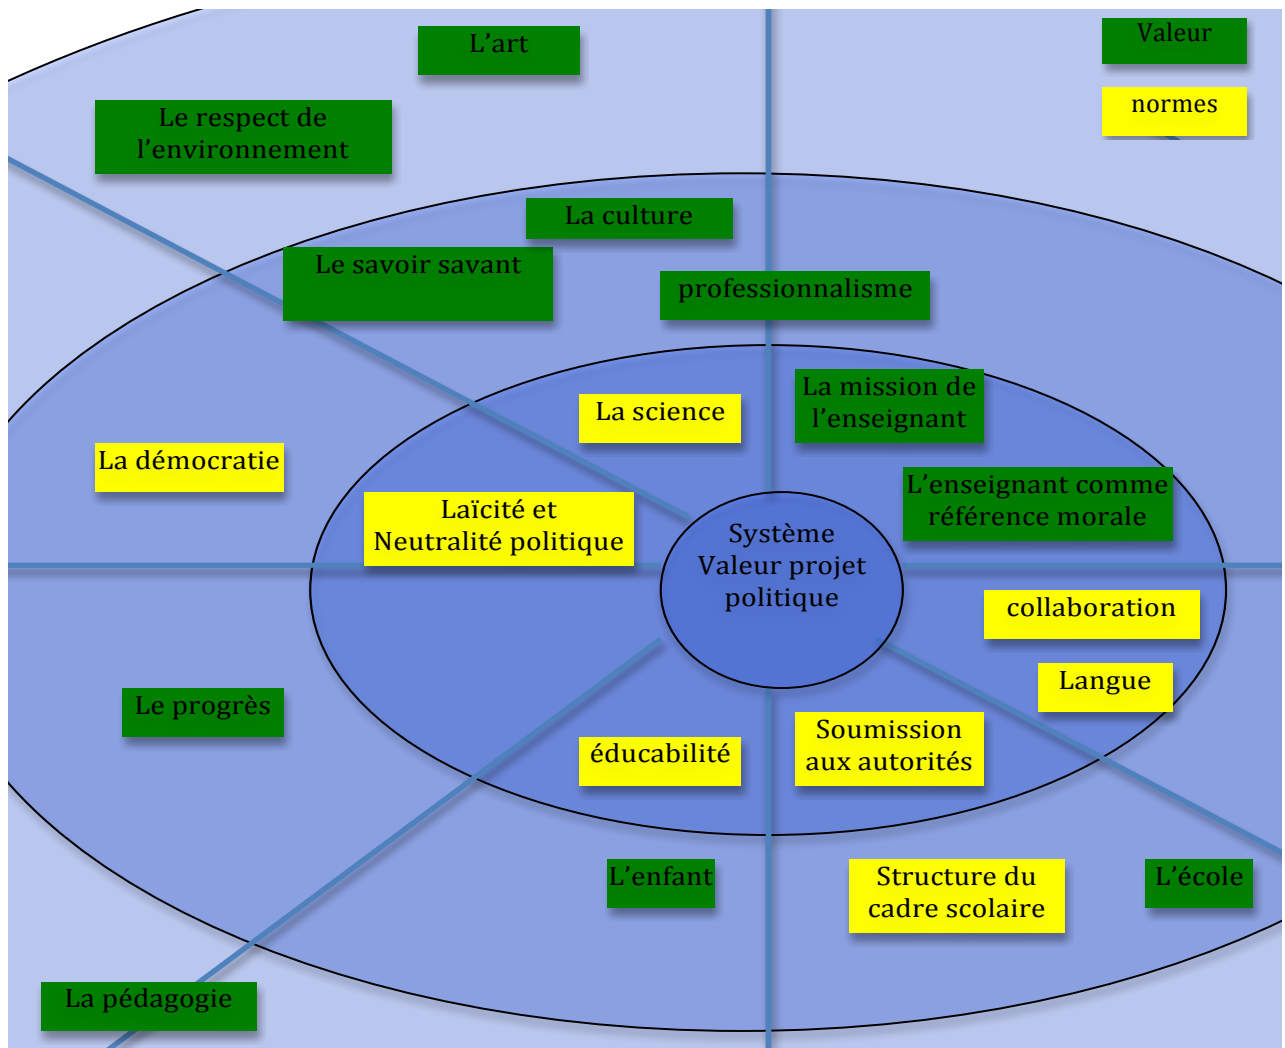 L'art
Valeur
normes
Le respect de
l'environnement
La culture
Le savoir savant
professionnalisme
La mission de
l'enseignant
La science
La démocratie
L'enseignant comme
référence morale
Laïcité et
Neutralité politique
Système
Valeur projet
politique
collaboration
Langue
Le progrès
éducabilité
Soumission
aux autorités
L'enfant
Structure du
cadre scolaire
L'école
La pédagogie